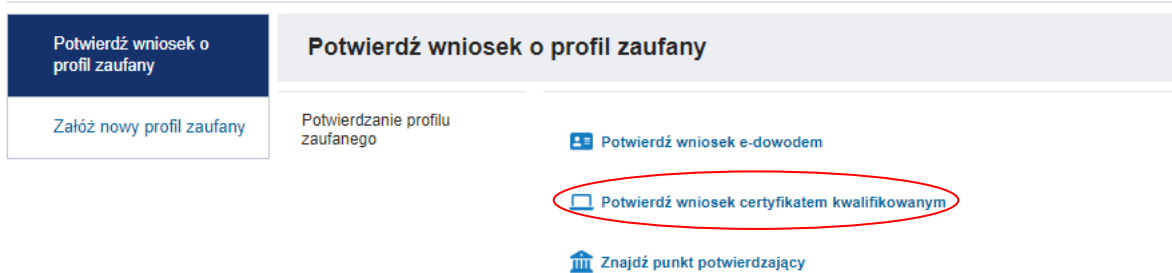 Potwierdź wniosek o
profil zaufany
Załóż nowy profil zaufany
Potwierdź wniosek o profil zaufany
Potwierdzanie profilu
zaufanego
Potwierdź wniosek e-dowodem
Potwierdź wniosek certyfikatem kwalifikowanym
Znajdź punkt potwierdzający